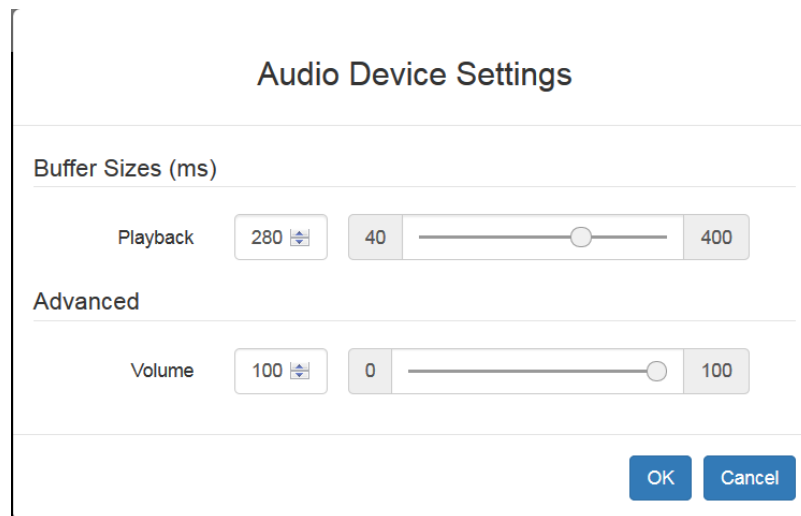 Audio Device Settings
Buffer Sizes (ms)
Playback 280 40 400
Advanced
Volume 100 0 100
OK Cancel